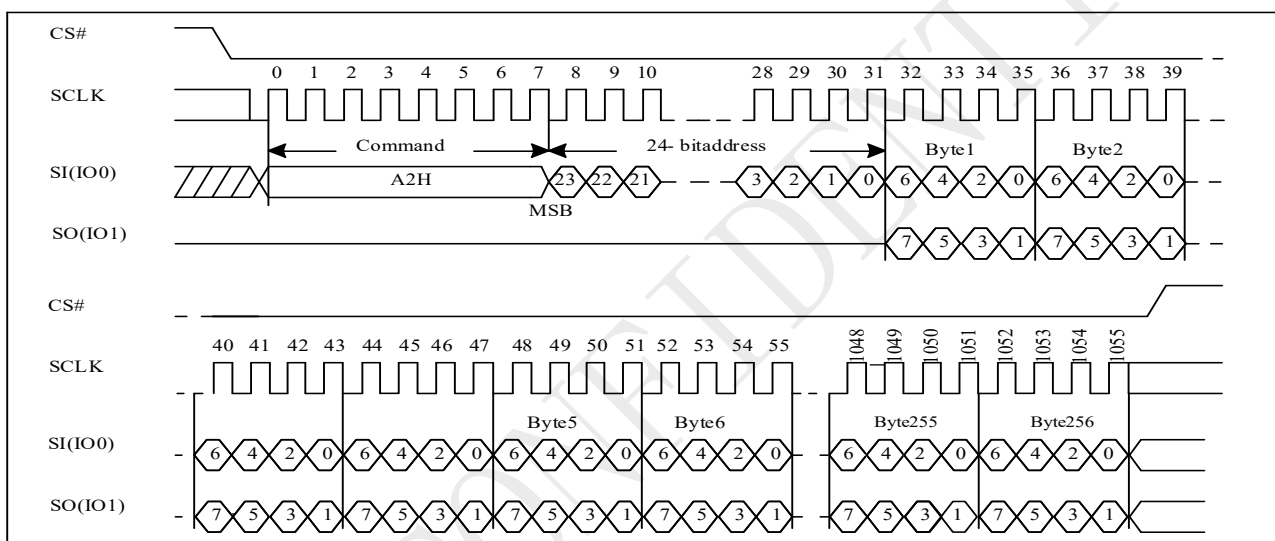 CS#
0 1 2 3 4 5 6 7 8 9 10 28 29 30 31 32 33 34 35 36 37 38 39
SCLK
Command 24- bitaddress Byte1 Byte2
SI(IO0) A2H 23 22 21 3 2 1 0 6 4 2 0 6 4 2 0
MSB
SO(IO1) 7 5 3 1 7 5 3 1
CS#
40 41 42 43 44 45 46 47 48 49 50 51 52 53 54 55 1048 1049 1050 1051 1052 1053 1054 1055
SCLK
Byte5 Byte6 Byte255 Byte256
SI(IO0) 6 4 2 0 6 4 2 0 6 4 2 0 6 4 2 0 6 4 2 0 6 4 2 0
SO(IO1) 7 5 3 1 7 5 3 1 7 5 3 1 7 5 3 1 7 5 3 1 7 5 3 1
ONFIDENT